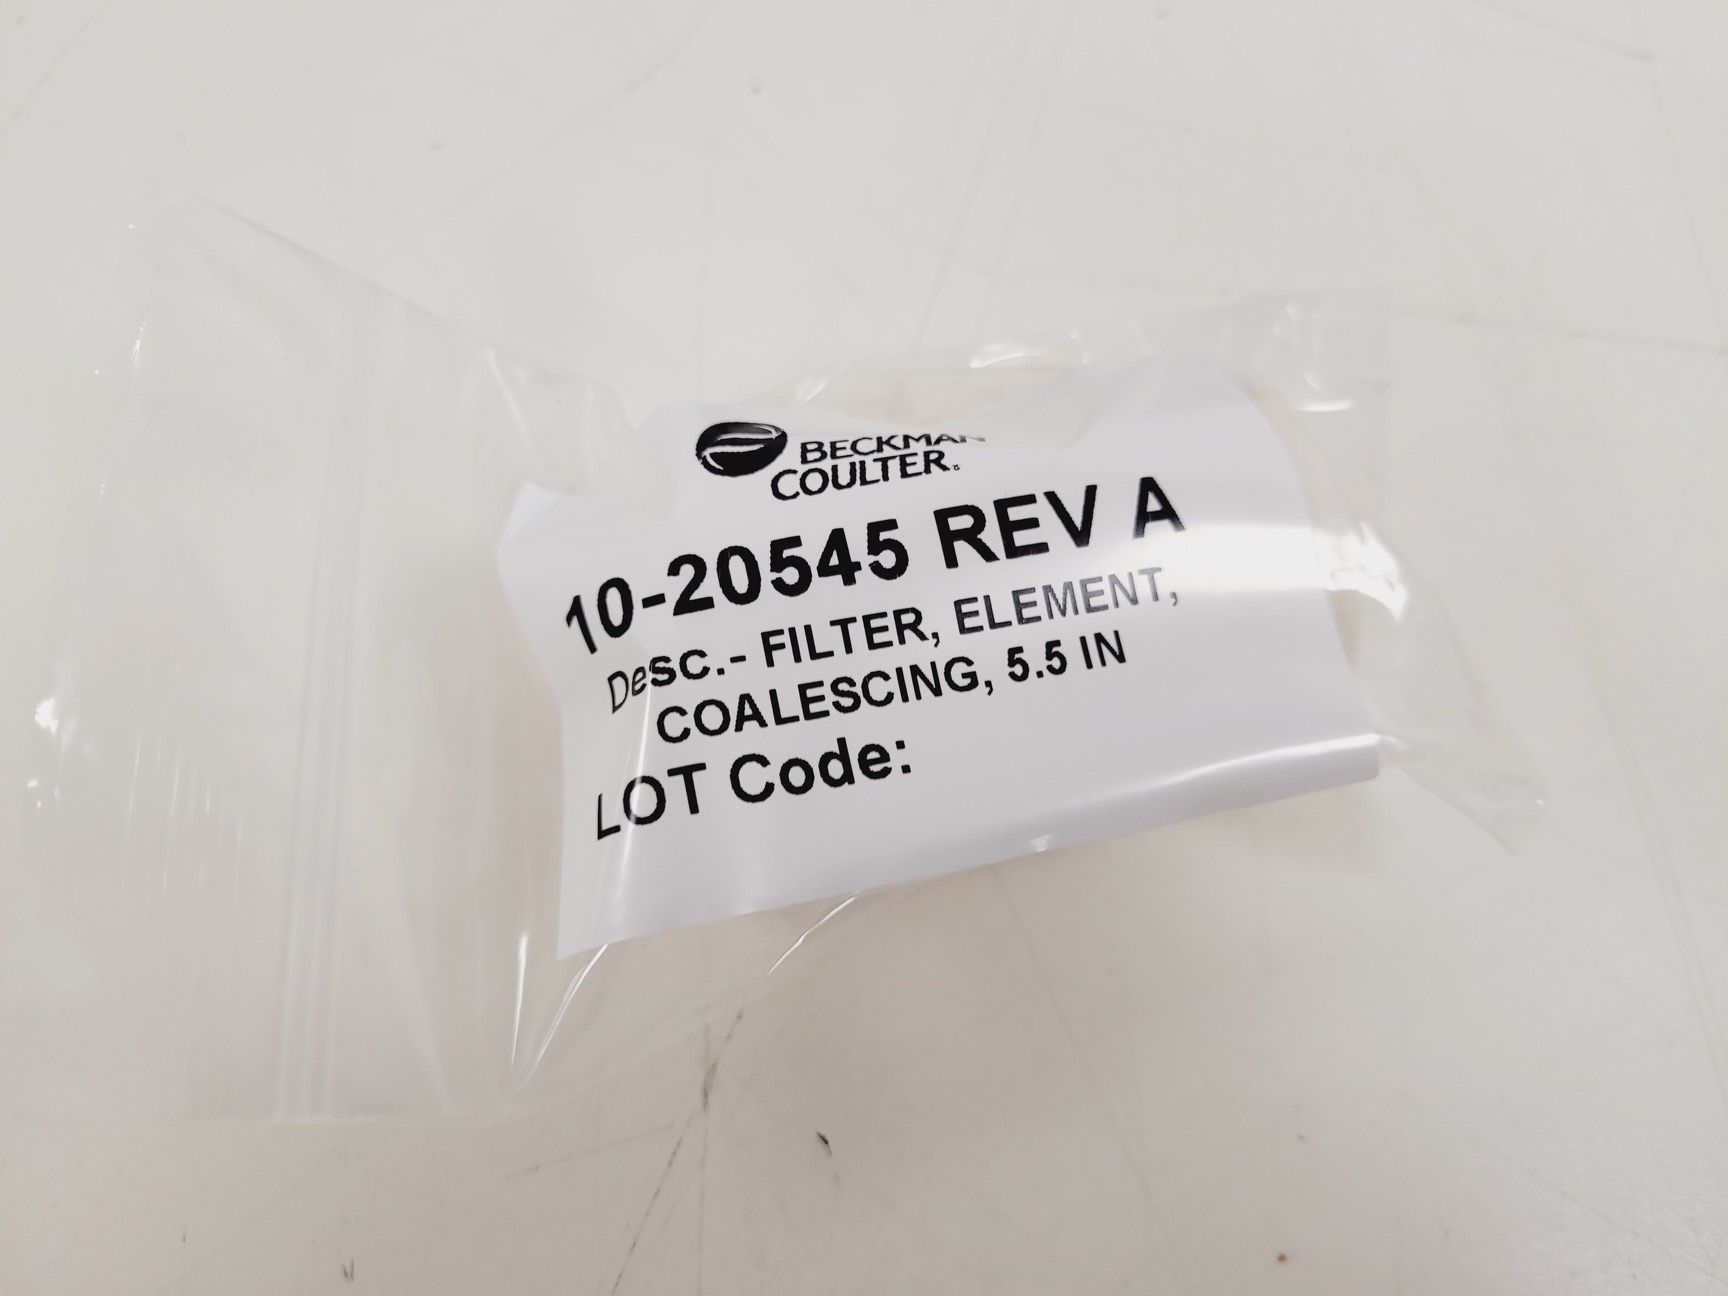 BECKMAN
COULTER
10-20545 REV A
Desc.- FILTER, ELEMENT,
COALESCING, 5.5 IN
LOT Code: